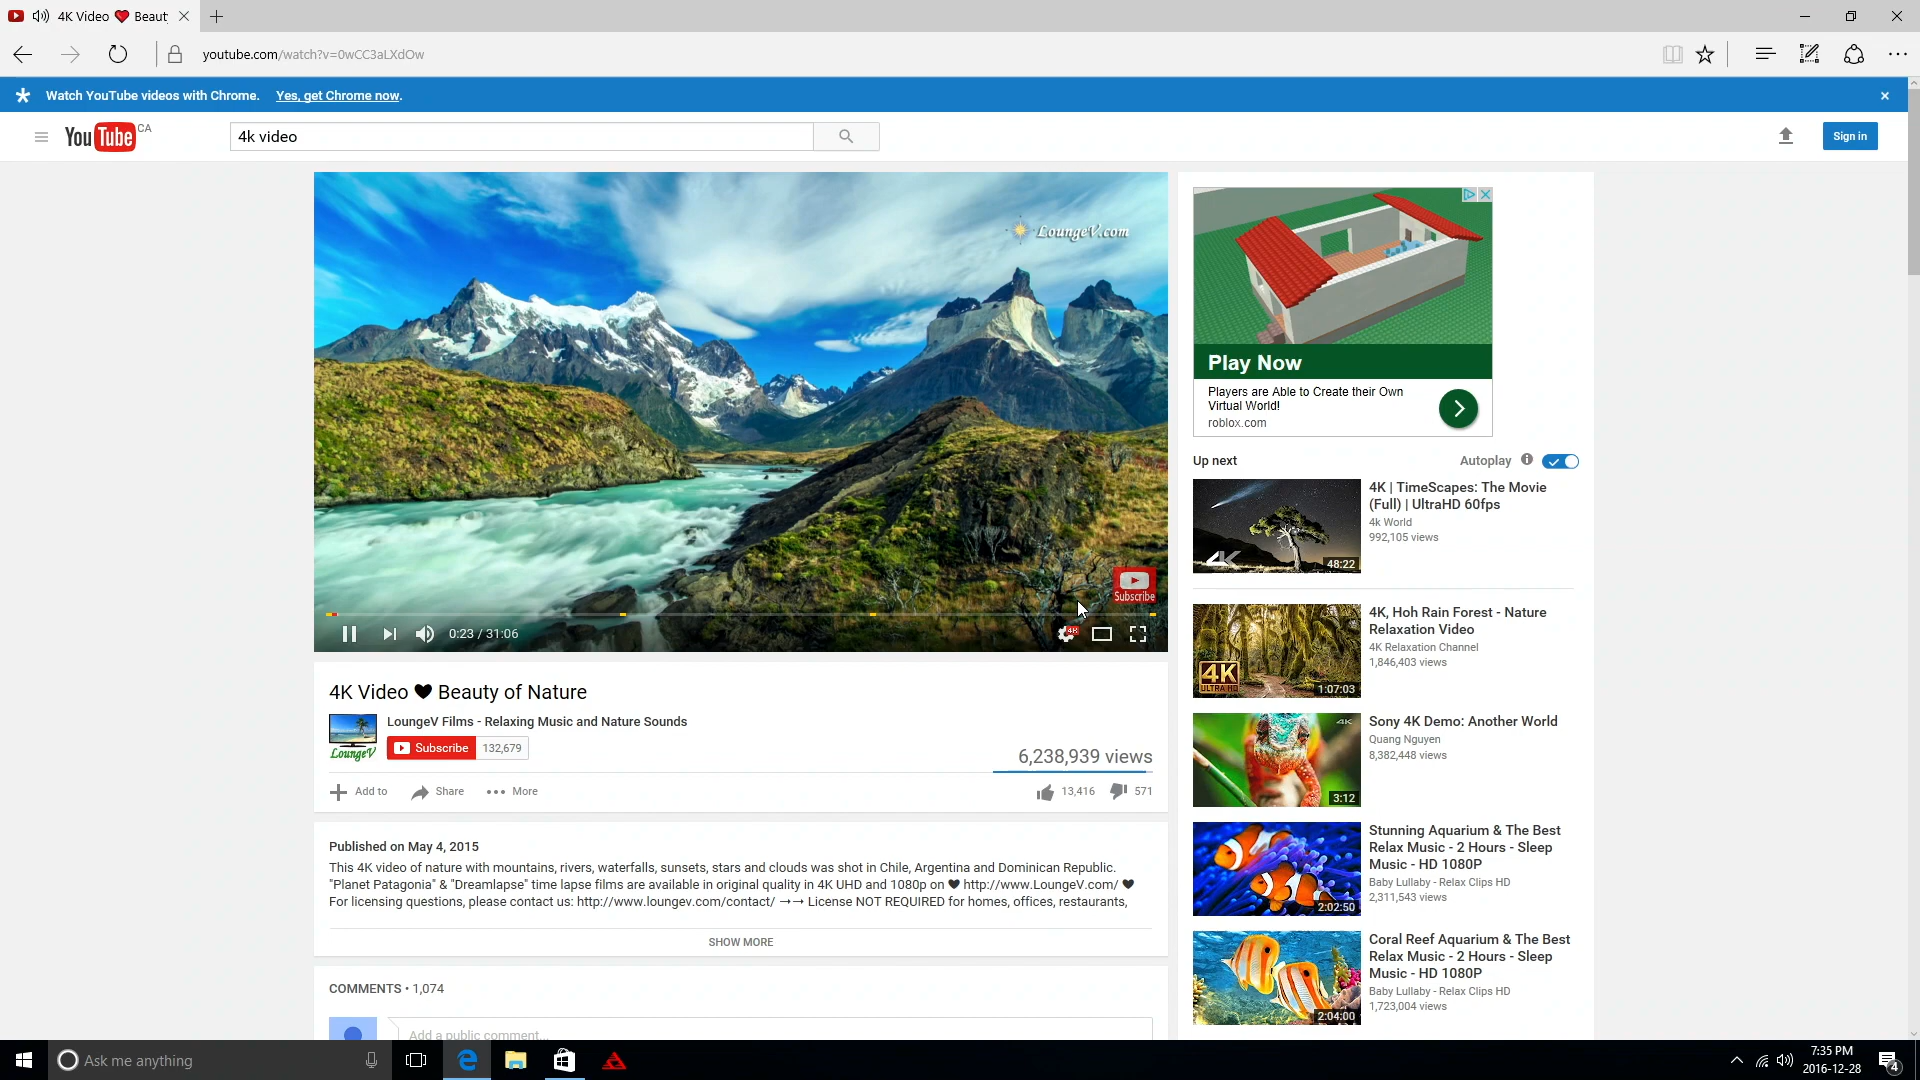 4K Video ❤ Beaut
youtube.com/watch?v=0wCC3aLXdOw
Watch YouTube videos with Chrome. Yes, get Chrome now.
YouTube CA
4k video
Sign in
LoungeV.com
Subscribe
0:23 / 31:06
4K
Play Now
Players are Able to Create their Own
Virtual World!
roblox.com
Up next
Autoplay
4K | TimeScapes: The Movie
(Full) | UltraHD 60fps
4k World
992,105 views
4K
48:22
4K, Hoh Rain Forest - Nature
Relaxation Video
4K Relaxation Channel
1,846,403 views
4K
ULTRA HD
1:07:03
Sony 4K Demo: Another World
Quang Nguyen
8,382,448 views
4K
3:12
Stunning Aquarium & The Best
Relax Music - 2 Hours - Sleep
Music - HD 1080P
Baby Lullaby - Relax Clips HD
2,311,543 views
2:02:50
Coral Reef Aquarium & The Best
Relax Music - 2 Hours - Sleep
Music - HD 1080P
Baby Lullaby - Relax Clips HD
1,723,004 views
2:04:00
4K Video ❤ Beauty of Nature
LoungeV
LoungeV Films - Relaxing Music and Nature Sounds
Subscribe 132,679
6,238,939 views
Add to Share More
13,416 571
Published on May 4, 2015
This 4K video of nature with mountains, rivers, waterfalls, sunsets, stars and clouds was shot in Chile, Argentina and Dominican Republic.
"Planet Patagonia" & "Dreamlapse" time lapse films are available in original quality in 4K UHD and 1080p on ❤ http://www.LoungeV.com/ ❤
For licensing questions, please contact us: http://www.loungev.com/contact/ →→ License NOT REQUIRED for homes, offices, restaurants,
SHOW MORE
COMMENTS • 1,074
Add a public comment...
Ask me anything
7:35 PM
2016-12-28
4